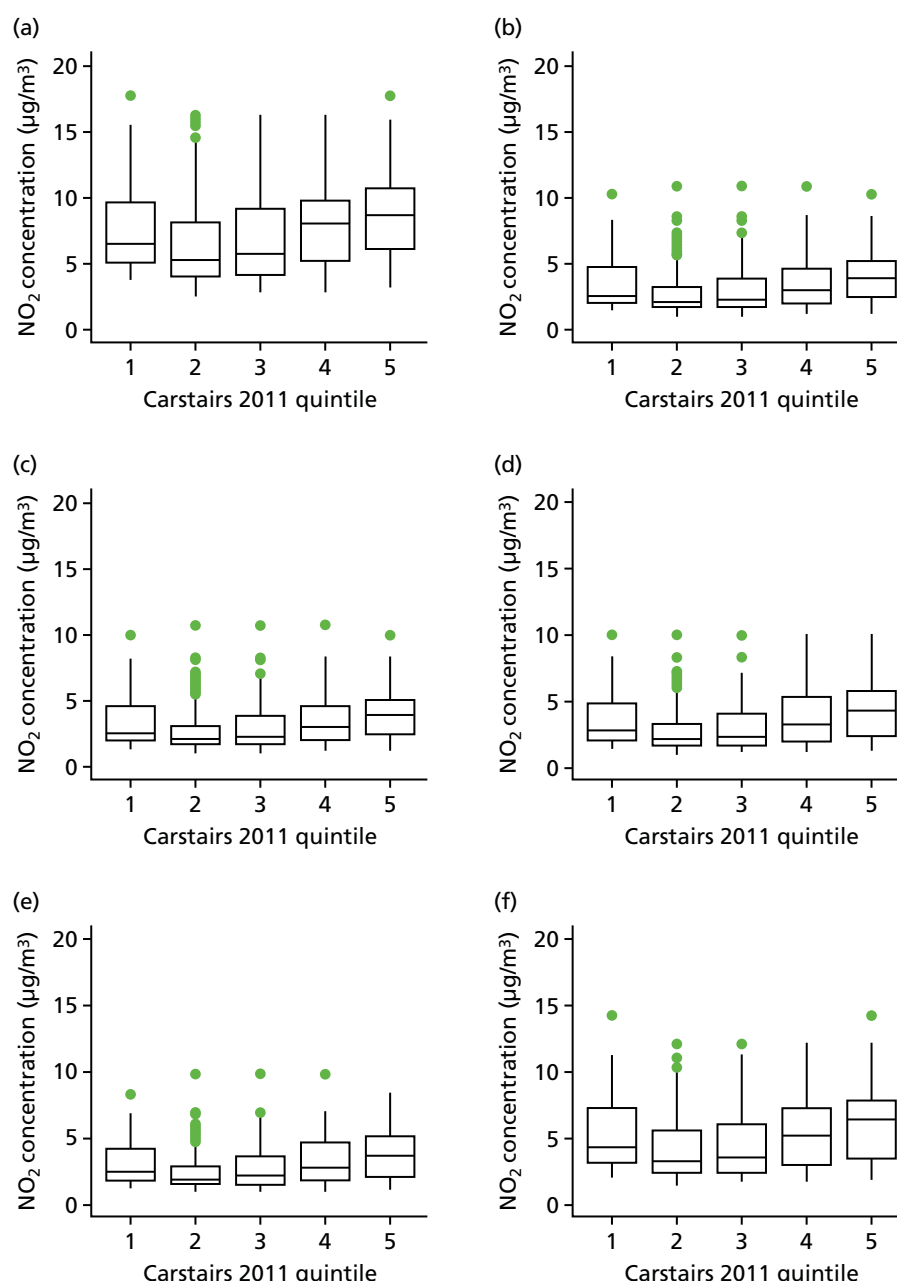 (a)
NO₂ concentration (µg/m³)
20
15
10
5
0
1 2 3 4 5
Carstairs 2011 quintile
(b)
NO₂ concentration (µg/m³)
20
15
10
5
0
1 2 3 4 5
Carstairs 2011 quintile
(c)
NO₂ concentration (µg/m³)
20
15
10
5
0
1 2 3 4 5
Carstairs 2011 quintile
(d)
NO₂ concentration (µg/m³)
20
15
10
5
0
1 2 3 4 5
Carstairs 2011 quintile
(e)
NO₂ concentration (µg/m³)
20
15
10
5
0
1 2 3 4 5
Carstairs 2011 quintile
(f)
NO₂ concentration (µg/m³)
20
15
10
5
0
1 2 3 4 5
Carstairs 2011 quintile